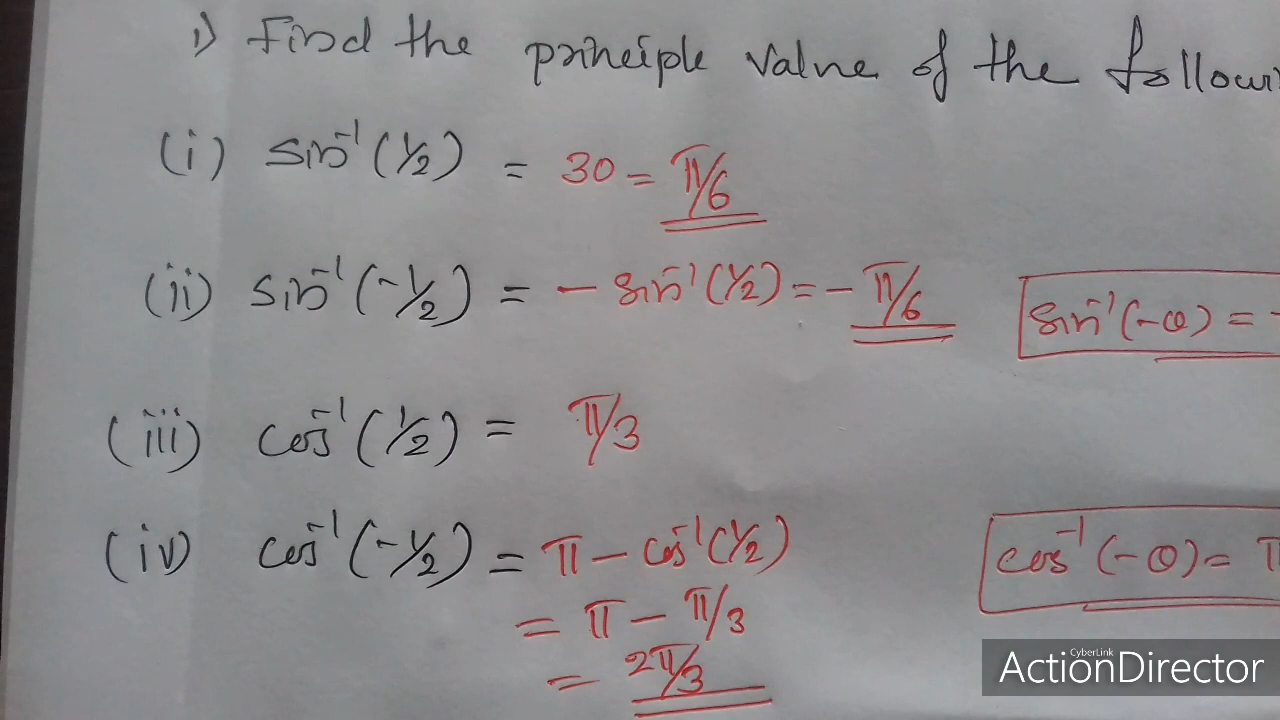 1) Find the principle value of the follow
(i) sin⁻¹(1/2) = 30 = π/6
(ii) sin⁻¹(-1/2) = - sin⁻¹(1/2) = - π/6
sin⁻¹(-θ) = -
(iii) cos⁻¹(1/2) = π/3
(iv) cos⁻¹(-1/2) = π - cos⁻¹(1/2)
cos⁻¹(-θ) = π
= π - π/3
= 2π/3
CyberLink
ActionDirector